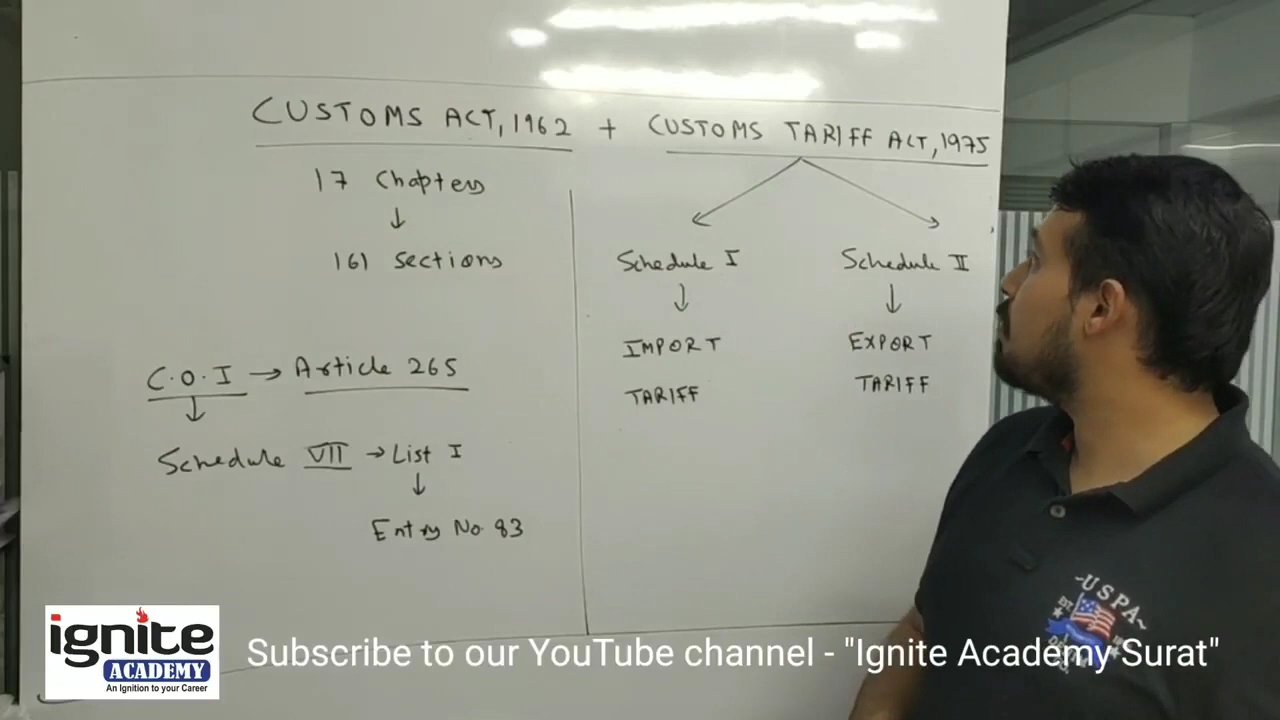 CUSTOMS ACT, 1962 + CUSTOMS TARIFF ACT, 1975
17 Chapters
↓
161 sections
C.O.I → Article 265
↓
Schedule VII → List I
↓
Entry No. 83
Schedule I
↓
IMPORT
TARIFF
Schedule II
↓
EXPORT
TARIFF
USPA
ignite
ACADEMY
An Ignition to your Career
Subscribe to our YouTube channel - "Ignite Academy Surat"